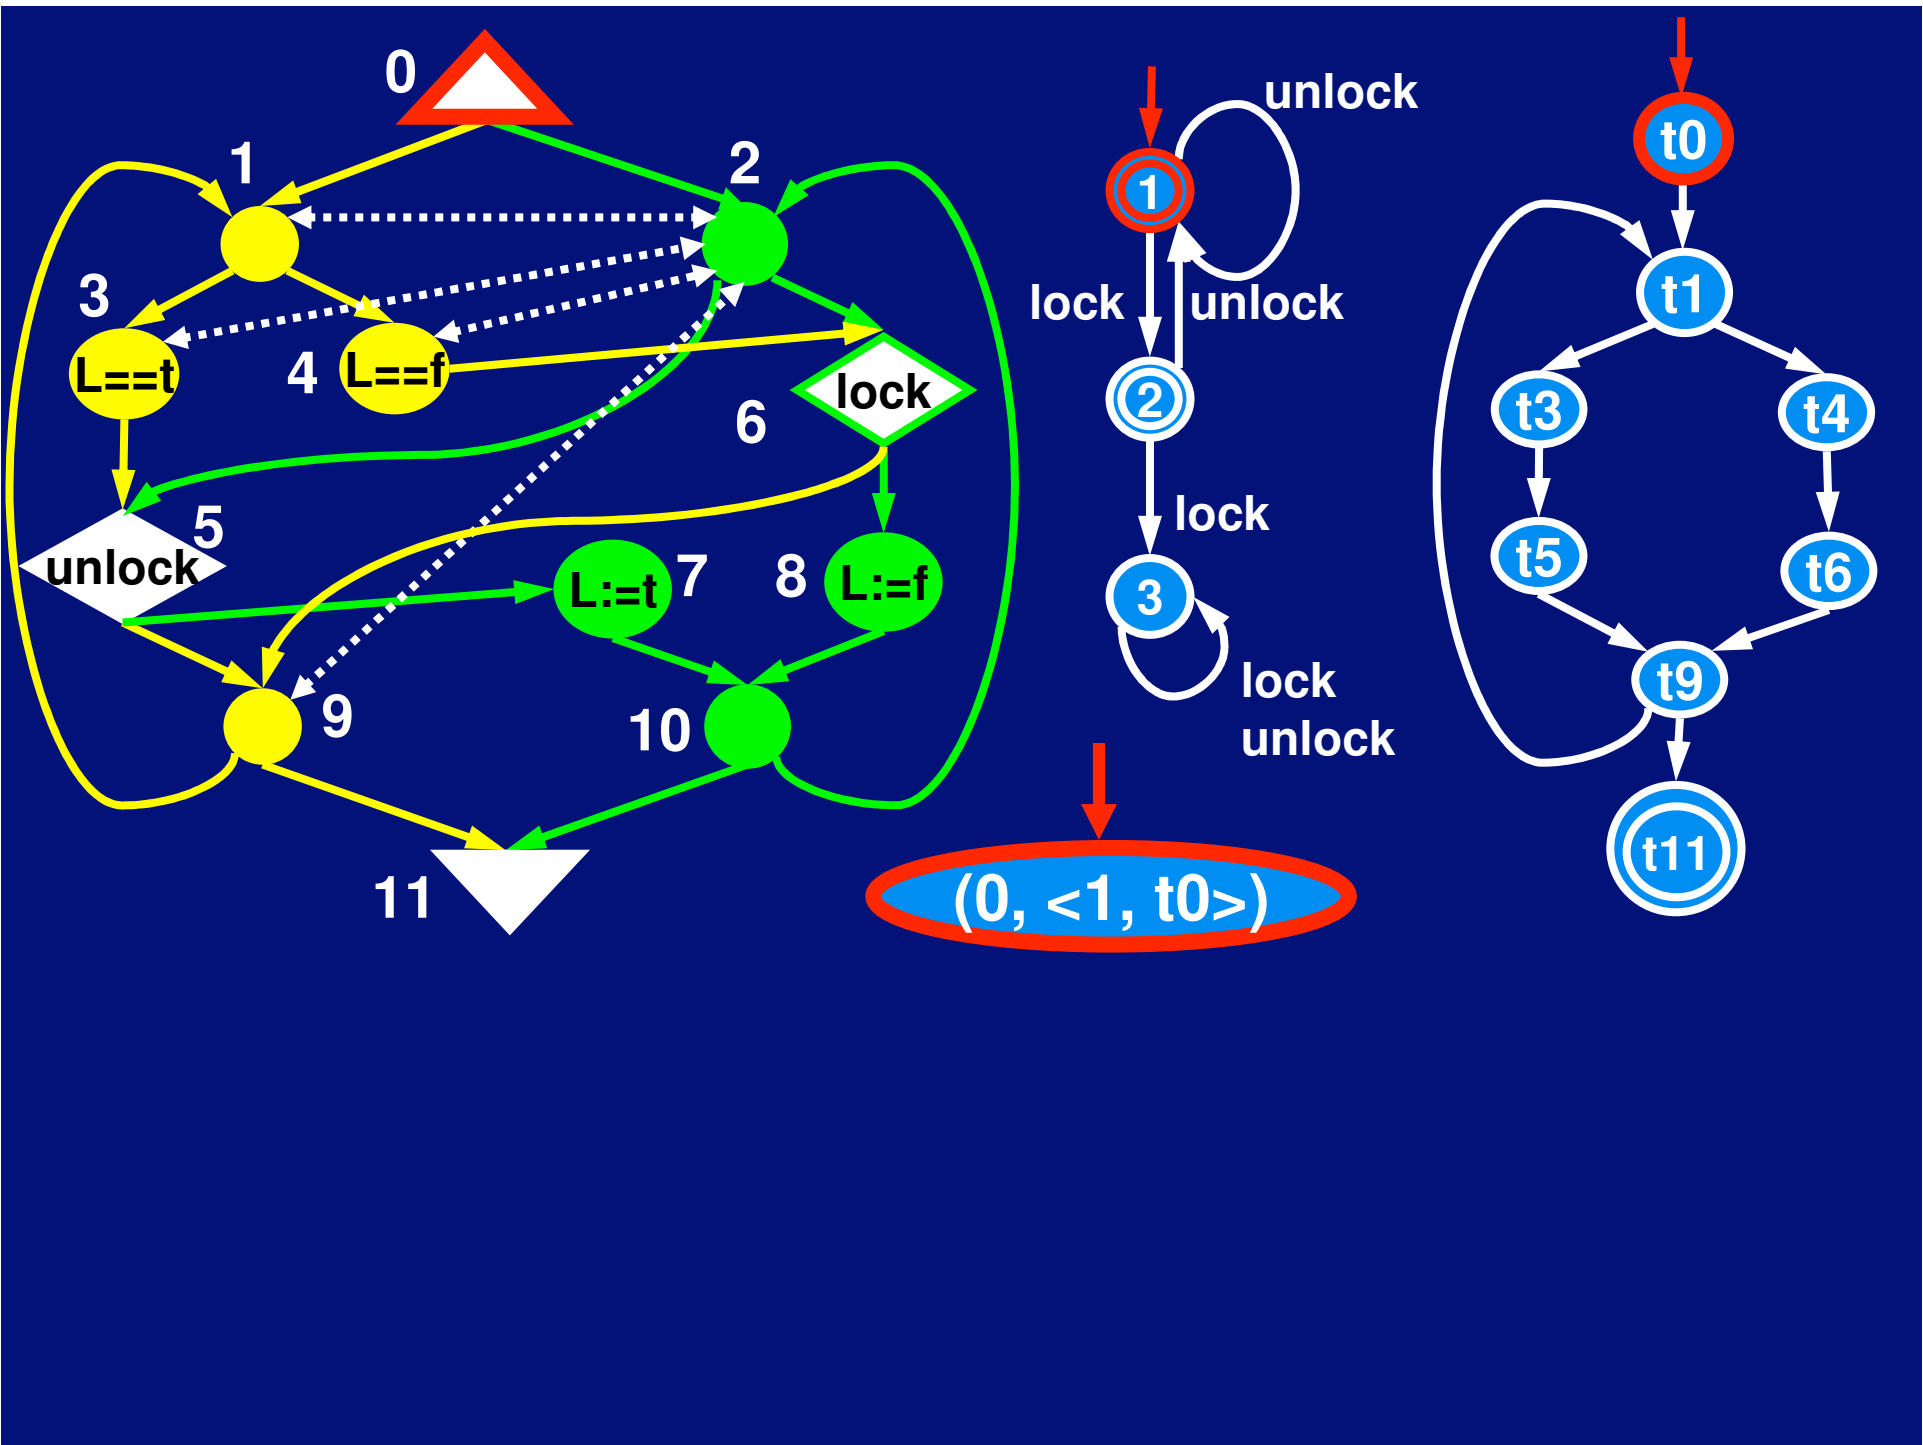 0
1
2
3
L==t
4
L==f
6
lock
5
unlock
L:=t
7
8
L:=f
9
10
11
unlock
1
lock
unlock
2
lock
3
lock
unlock
(0, <1, t0>)
t0
t1
t3
t4
t5
t6
t9
t11